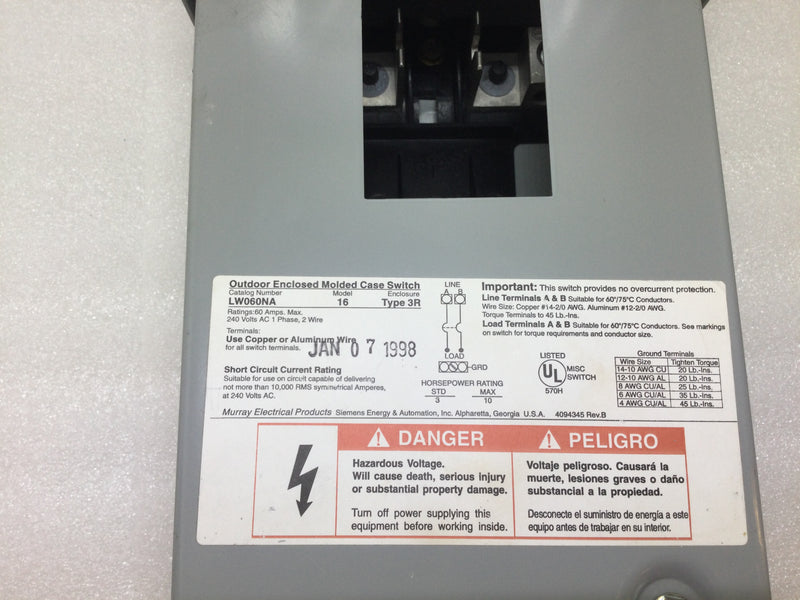 Outdoor Enclosed Molded Case Switch
Catalog Number Model Enclosure
LW060NA 16 Type 3R
Ratings:60 Amps. Max.
240 Volts AC 1 Phase, 2 Wire
Terminals:
Use Copper or Aluminum Wire
for all switch terminals.
JAN 0 7 1998
Short Circuit Current Rating
Suitable for use on circuit capable of delivering
not more than 10,000 RMS symmetrical Amperes,
at 240 Volts AC.
LINE
A B
LOAD
GRD
HORSEPOWER RATING
STD MAX
3 10
Important: This switch provides no overcurrent protection.
Line Terminals A & B Suitable for 60°/75°C Conductors.
Wire Size: Copper #14-2/0 AWG. Aluminum #12-2/0 AWG.
Torque Terminals to 45 Lb.-Ins.
Load Terminals A & B Suitable for 60°/75°C Conductors. See markings
on switch for torque requirements and conductor size.
LISTED
UL
MISC
SWITCH
570H
Ground Terminals
Wire Size Tighten Torque
14-10 AWG CU 20 Lb.-Ins.
12-10 AWG AL 20 Lb.-Ins.
8 AWG CU/AL 25 Lb.-Ins.
6 AWG CU/AL 35 Lb.-Ins.
4 AWG CU/AL 45 Lb.-Ins.
Murray Electrical Products Siemens Energy & Automation, Inc. Alpharetta, Georgia U.S.A. 4094345 Rev.B
DANGER
Hazardous Voltage.
Will cause death, serious injury
or substantial property damage.
Turn off power supplying this
equipment before working inside.
PELIGRO
Voltaje peligroso. Causará la
muerte, lesiones graves o daño
substancial a la propiedad.
Desconecte el suministro de energía a este
equipo antes de trabajar en su interior.